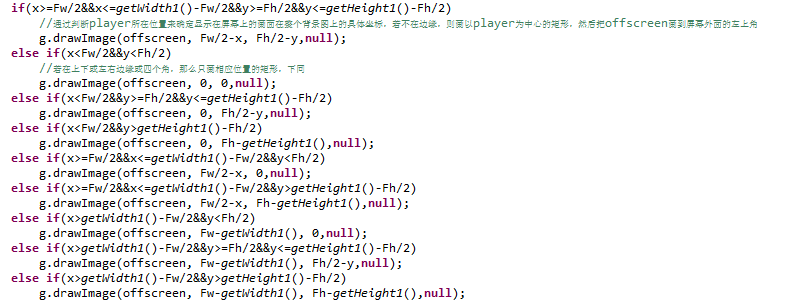 if(x>=Fw/2&&x<=getWidth1()-Fw/2&&y>=Fh/2&&y<=getHeight1()-Fh/2)
//通过判断player所在位置来确定显示在屏幕上的画面在整个背景图上的具体坐标，若不在边缘，则画以player为中心的矩形，然后把offscreen画到屏幕外面的左上角
g.drawImage(offscreen, Fw/2-x, Fh/2-y,null);
else if(x<Fw/2&&y<Fh/2)
//若在上下或左右边缘或四个角，那么只画相应位置的矩形，下同
g.drawImage(offscreen, 0, 0,null);
else if(x<Fw/2&&y>=Fh/2&&y<=getHeight1()-Fh/2)
g.drawImage(offscreen, 0, Fh/2-y,null);
else if(x<Fw/2&&y>getHeight1()-Fh/2)
g.drawImage(offscreen, 0, Fh-getHeight1(),null);
else if(x>=Fw/2&&x<=getWidth1()-Fw/2&&y<Fh/2)
g.drawImage(offscreen, Fw/2-x, 0,null);
else if(x>=Fw/2&&x<=getWidth1()-Fw/2&&y>getHeight1()-Fh/2)
g.drawImage(offscreen, Fw/2-x, Fh-getHeight1(),null);
else if(x>getWidth1()-Fw/2&&y<Fh/2)
g.drawImage(offscreen, Fw-getWidth1(), 0,null);
else if(x>getWidth1()-Fw/2&&y>=Fh/2&&y<=getHeight1()-Fh/2)
g.drawImage(offscreen, Fw-getWidth1(), Fh/2-y,null);
else if(x>getWidth1()-Fw/2&&y>getHeight1()-Fh/2)
g.drawImage(offscreen, Fw-getWidth1(), Fh-getHeight1(),null);